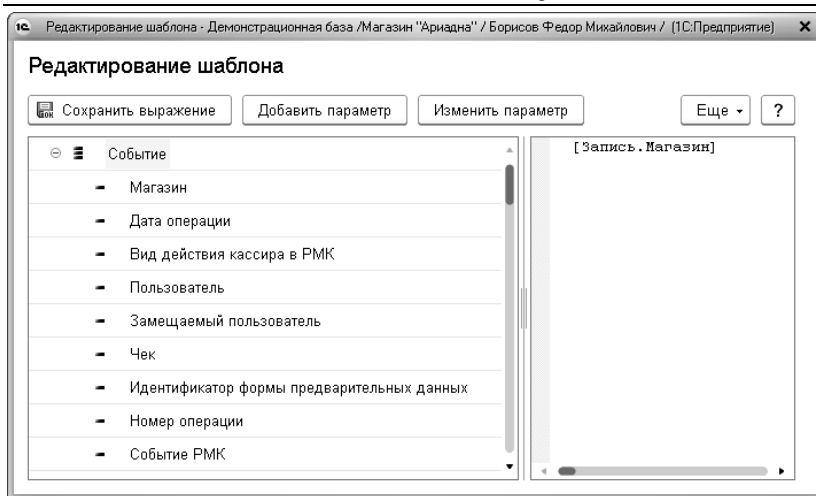 1С Редактирование шаблона - Демонстрационная база /Магазин "Ариадна" / Борисов Федор Михайлович / (1С:Предприятие)
Редактирование шаблона
Сохранить выражение Добавить параметр Изменить параметр Еще ?
Событие [Запись.Магазин]
Магазин
Дата операции
Вид действия кассира в РМК
Пользователь
Замещаемый пользователь
Чек
Идентификатор формы предварительных данных
Номер операции
Событие РМК